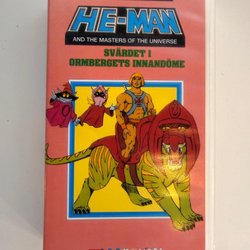 HE-MAN
AND THE MASTERS OF THE UNIVERSE
SVÄRDET I
ORMBERGETS INNANDÖME